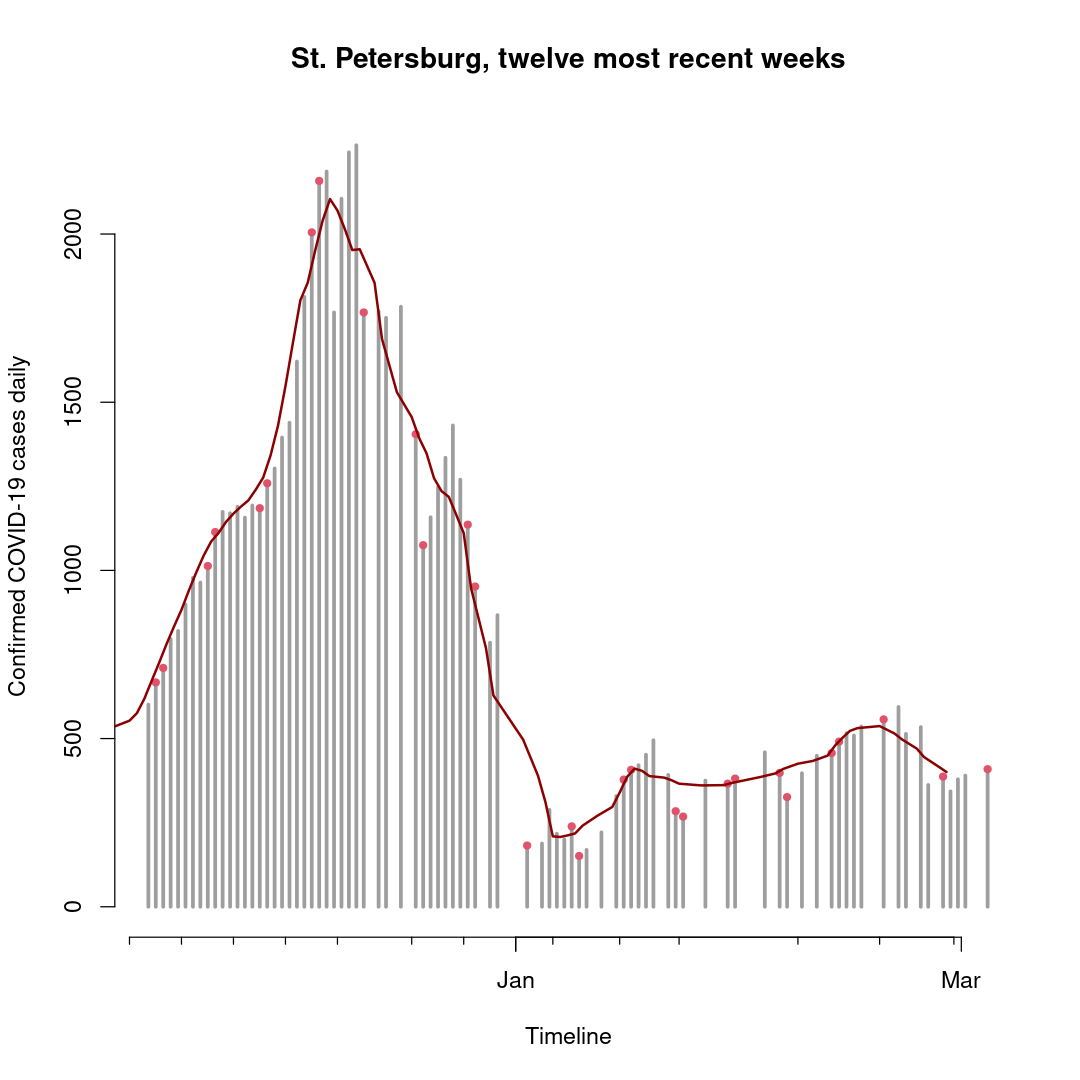 St. Petersburg, twelve most recent weeks
Confirmed COVID-19 cases daily
2000
1500
1000
500
0
Jan Mar
Timeline